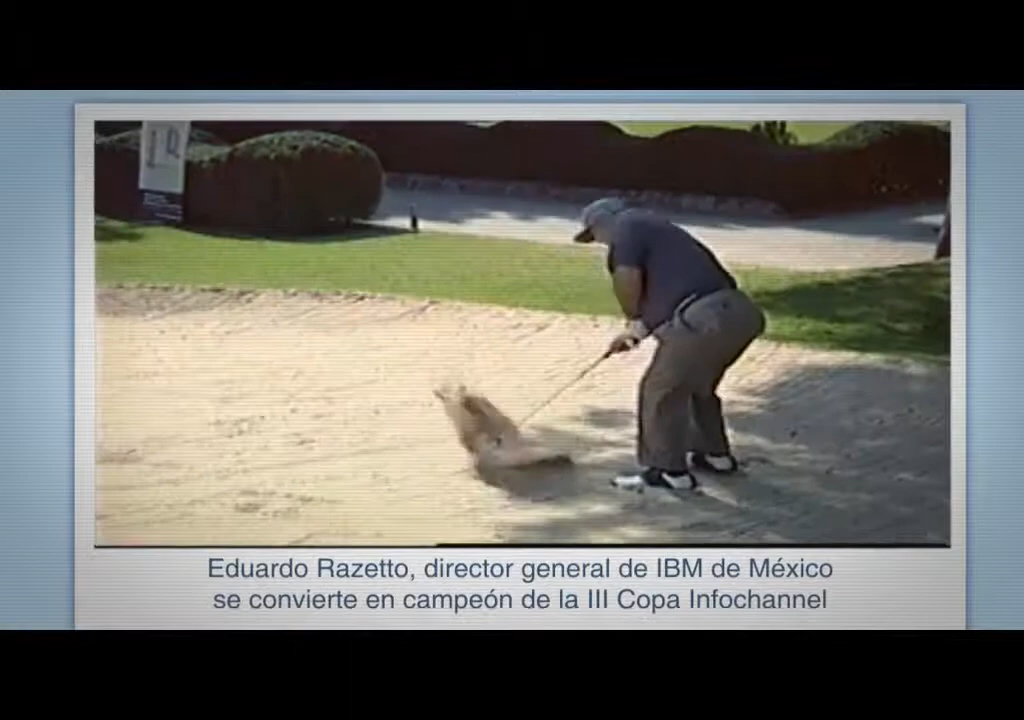 Eduardo Razetto, director general de IBM de México
se convierte en campeón de la III Copa Infochannel